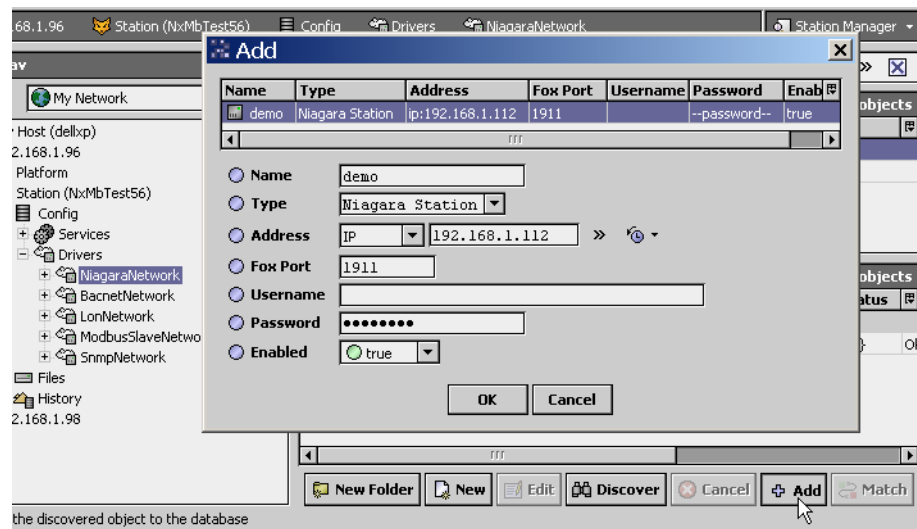 .68.1.96 Station (NxMbTest56) Config Drivers NiagaraNetwork Station Manager
Add
av
My Network
Host (dellxp)
2.168.1.96
Platform
Station (NxMbTest56)
Config
Services
Drivers
NiagaraNetwork
BacnetNetwork
LonNetwork
ModbusSlaveNetwo
SnmpNetwork
Files
History
2.168.1.98
Name Type Address Fox Port Username Password Enab
demo Niagara Station ip:192.168.1.112 1911 --password-- true
Name demo
Type Niagara Station
Address IP 192.168.1.112 »
Fox Port 1911
Username
Password ●●●●●●●●
Enabled true
OK Cancel
»
objects
objects
atus
} Ol
New Folder New Edit Discover Cancel Add Match
the discovered object to the database